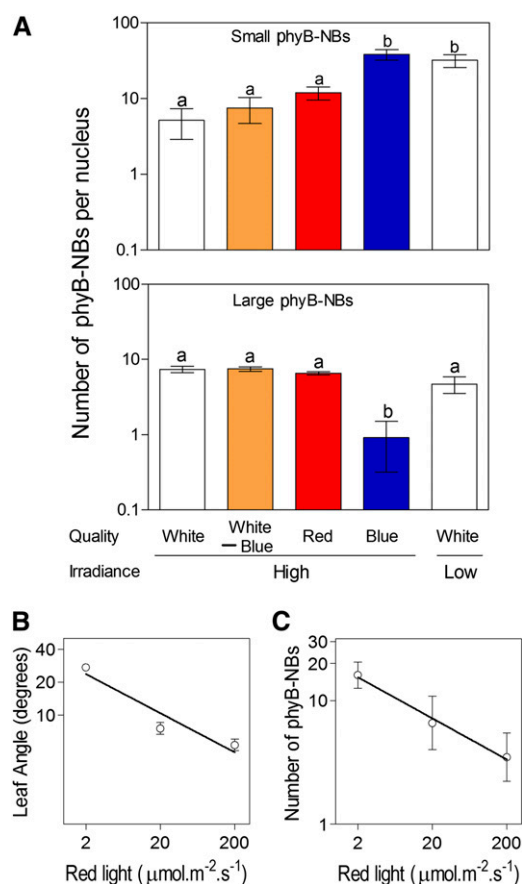 A
Number of phyB-NBs per nucleus
100
10
1
0.1
Small phyB-NBs
a
a
a
b
b
100
10
1
0.1
Large phyB-NBs
a
a
a
b
a
Quality
White
White
– Blue
Red
Blue
White
Irradiance
High
Low
B
Leaf Angle (degrees)
40
20
10
2
20
200
Red light (μmol.m⁻².s⁻¹)
C
Number of phyB-NBs
30
20
10
1
2
20
200
Red light (μmol.m⁻².s⁻¹)